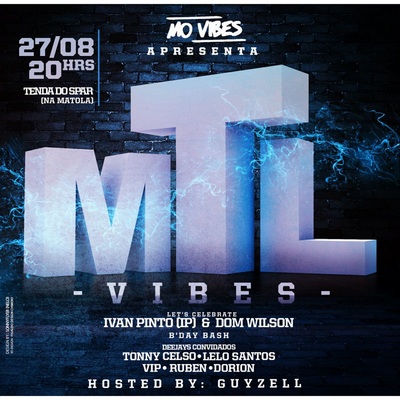 MO VIBES
APRESENTA
27/08
20HRS
TENDA DO SPAR
(NA MATOLA)
MTL
- VIBES -
LET'S CELEBRATE
IVAN PINTO (IP) & DOM WILSON
B'DAY BASH
DEEJAYS CONVIDADOS
TONNY CELSO • LELO SANTOS
VIP • RUBEN • DORION
HOSTED BY: GUYZELL